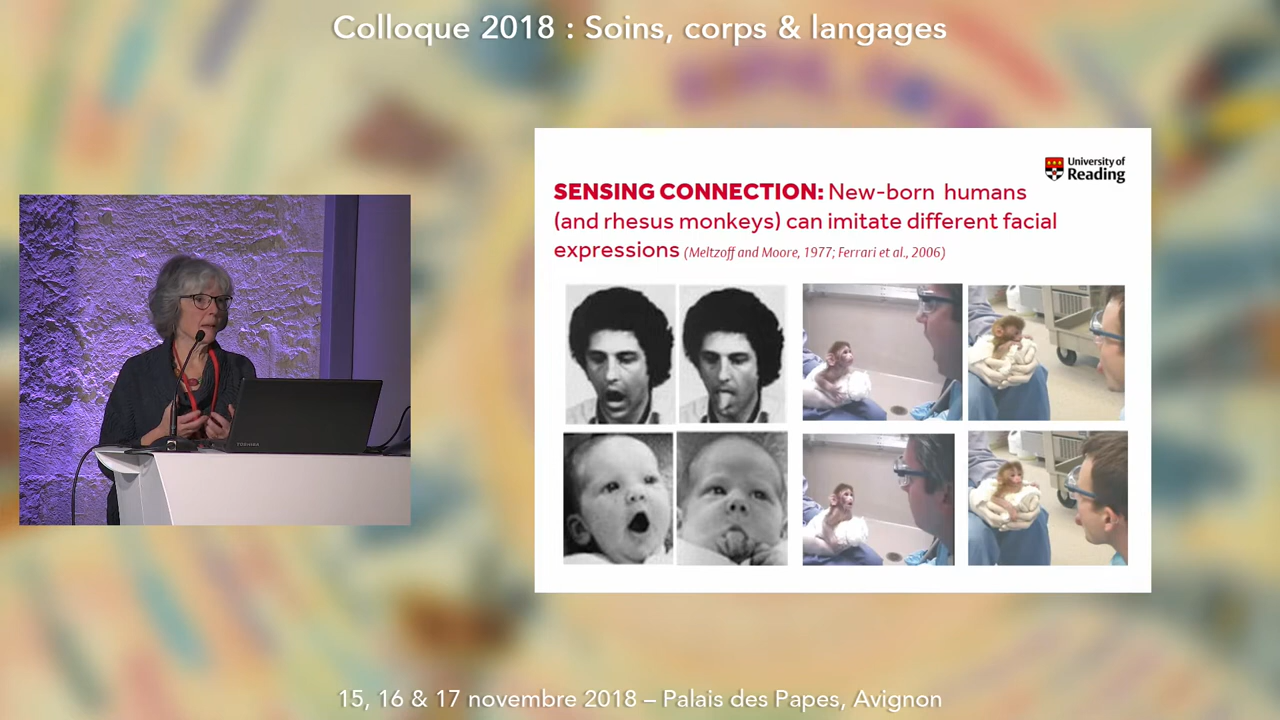 Colloque 2018 : Soins, corps & langages
University of
Reading
SENSING CONNECTION: New-born humans
(and rhesus monkeys) can imitate different facial
expressions (Meltzoff and Moore, 1977; Ferrari et al., 2006)
TOSHIBA
15, 16 & 17 novembre 2018 – Palais des Papes, Avignon